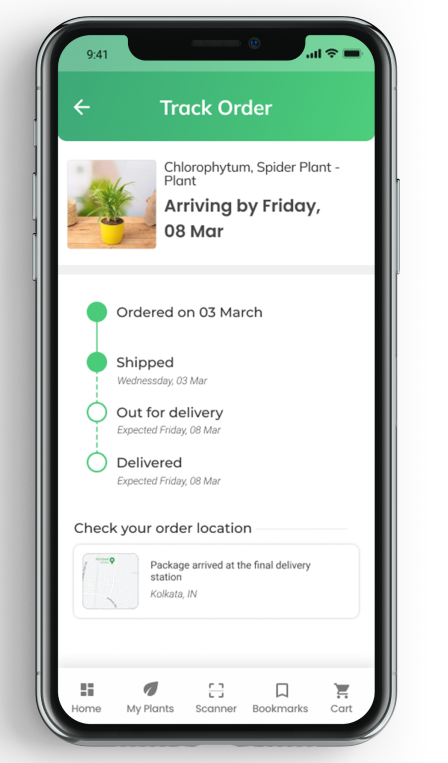 9:41
Track Order
Chlorophytum, Spider Plant -
Plant
Arriving by Friday,
08 Mar
Ordered on 03 March
Shipped
Wednessday, 03 Mar
Out for delivery
Expected Friday, 08 Mar
Delivered
Expected Friday, 08 Mar
Check your order location
Package arrived at the final delivery
station
Kolkata, IN
Home
My Plants
Scanner
Bookmarks
Cart